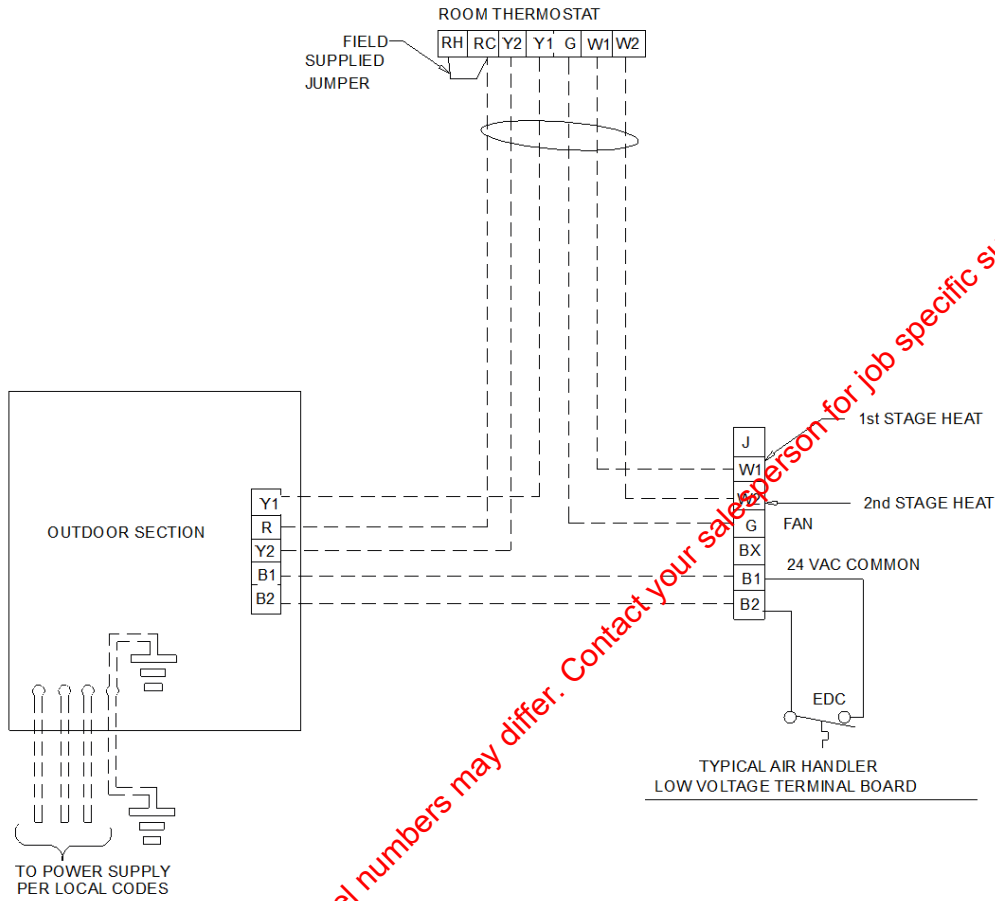 ROOM THERMOSTAT
RH RC Y2 Y1 G W1 W2
FIELD
SUPPLIED
JUMPER
1st STAGE HEAT
J
W1
2nd STAGE HEAT
G FAN
BX
24 VAC COMMON
B1
B2
OUTDOOR SECTION
Y1
R
Y2
B1
B2
EDC
TYPICAL AIR HANDLER
LOW VOLTAGE TERMINAL BOARD
TO POWER SUPPLY
PER LOCAL CODES
numbers may differ. Contact your salesperson for job specific